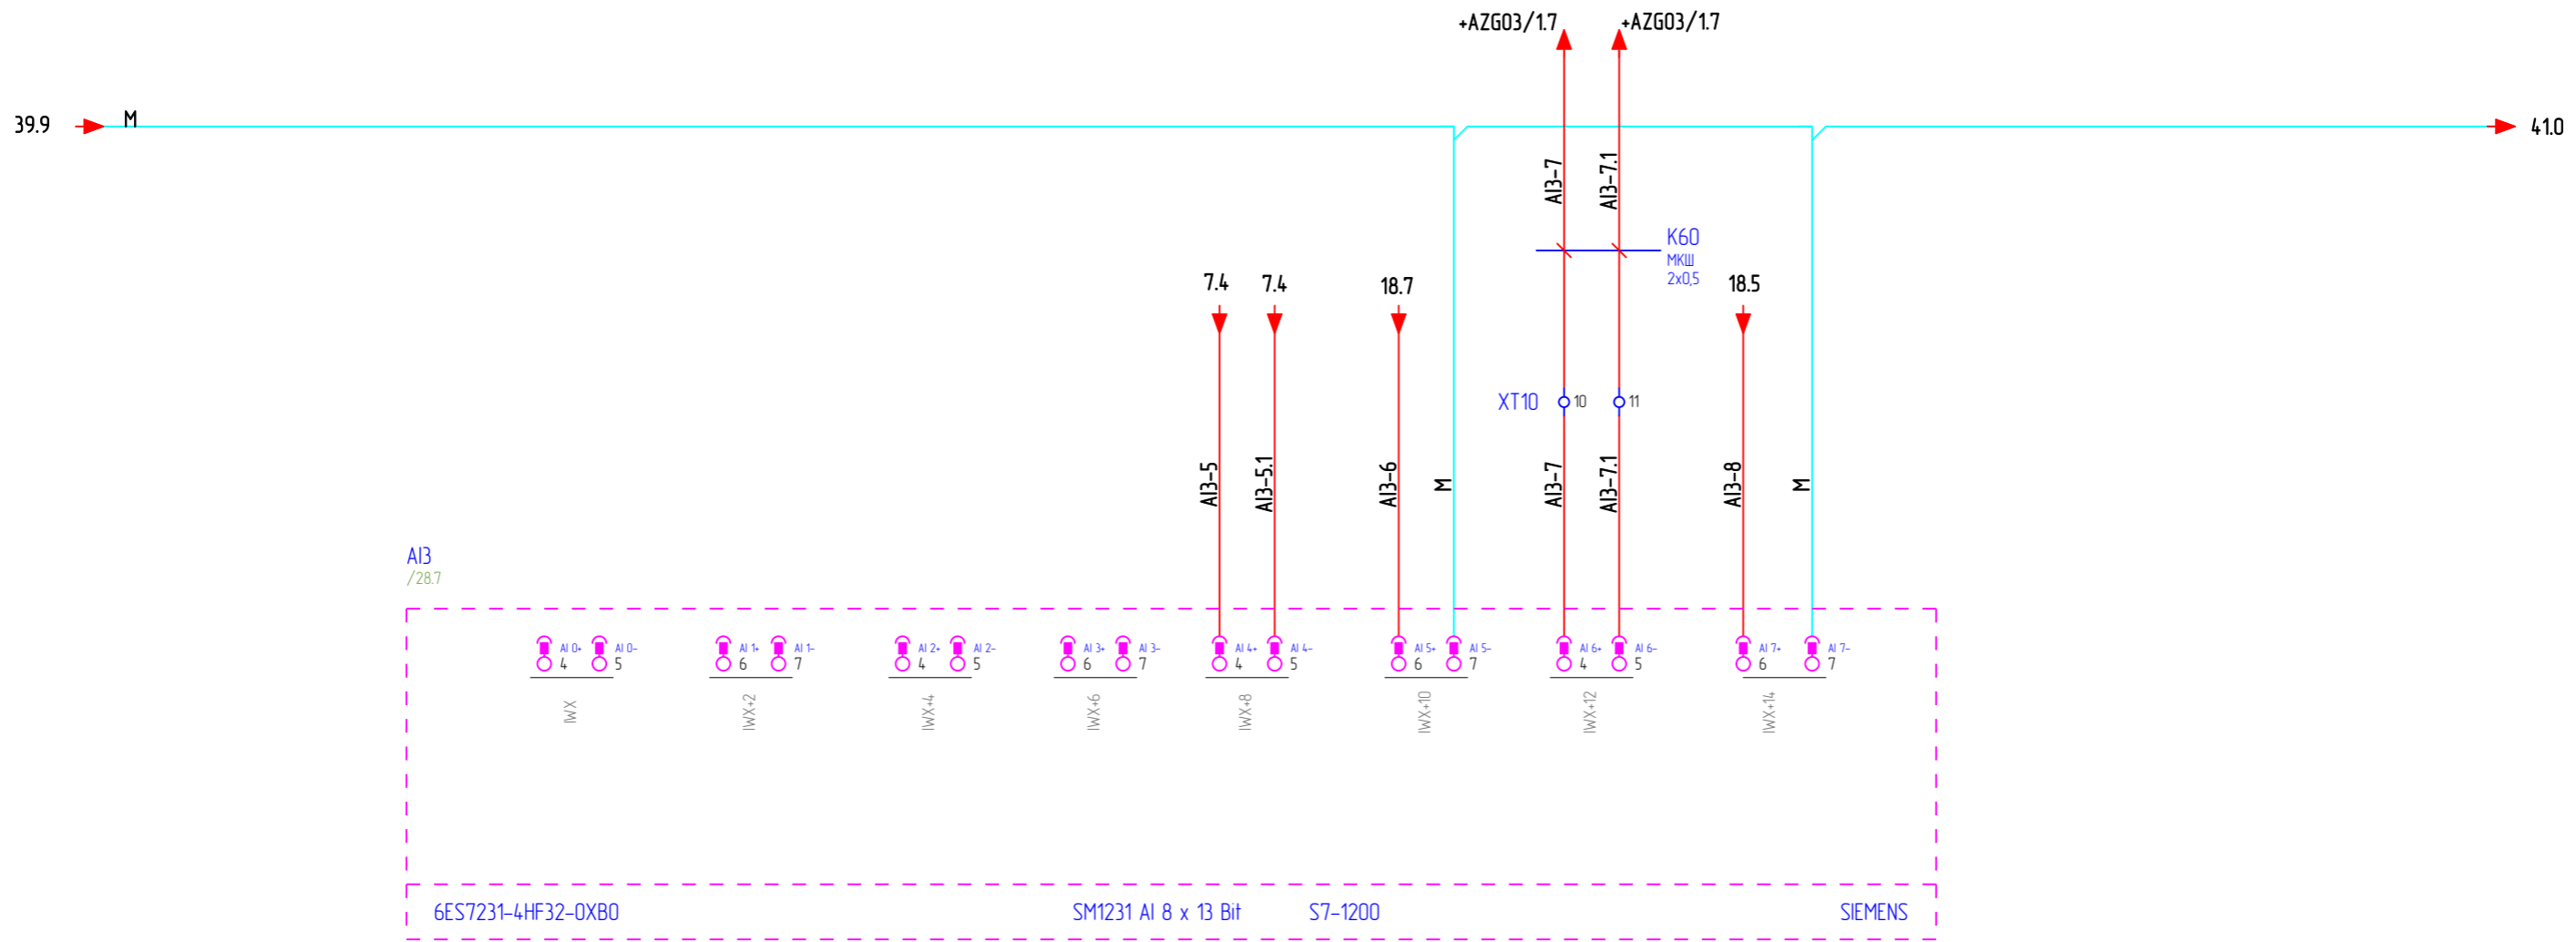 +AZG03/1.7
+AZG03/1.7
39.9
M
41.0
AI3-7
AI3-7.1
K60
МКШ
2x0,5
7.4
7.4
18.7
18.5
XT10
10
11
AI3-5
AI3-5.1
AI3-6
M
AI3-7
AI3-7.1
AI3-8
M
AI3
/28.7
AI 0+
4
AI 0-
5
AI 1+
6
AI 1-
7
AI 2+
4
AI 2-
5
AI 3+
6
AI 3-
7
AI 4+
4
AI 4-
5
AI 5+
6
AI 5-
7
AI 6+
4
AI 6-
5
AI 7+
6
AI 7-
7
IWX
IWX+2
IWX+4
IWX+6
IWX+8
IWX+10
IWX+12
IWX+14
6ES7231-4HF32-0XB0
SM1231 AI 8 x 13 Bit
S7-1200
SIEMENS